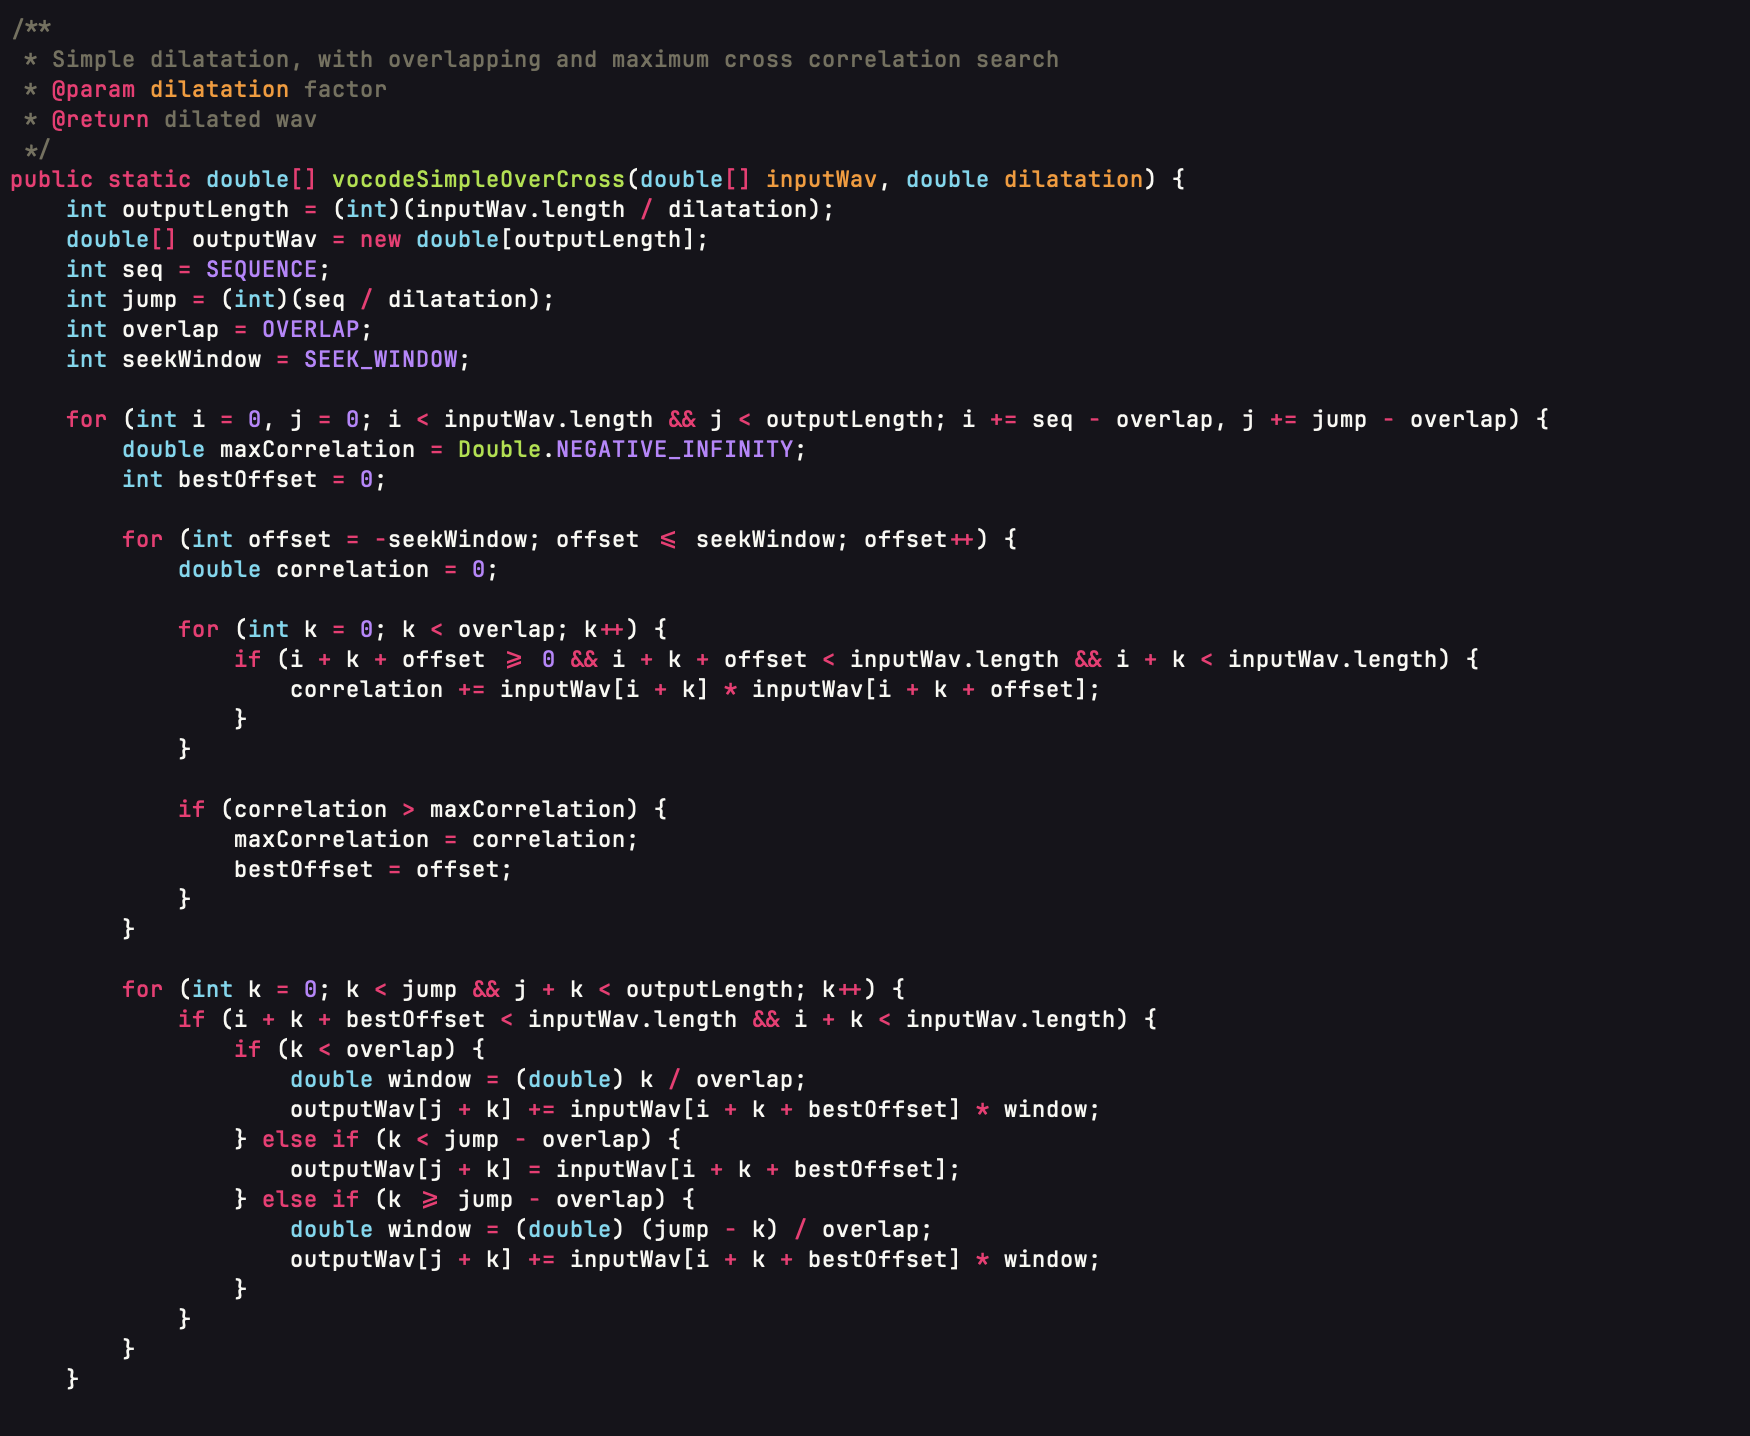 /**
 * Simple dilatation, with overlapping and maximum cross correlation search
 * @param dilatation factor
 * @return dilated wav
 */
public static double[] vocodeSimpleOverCross(double[] inputWav, double dilatation) {
    int outputLength = (int)(inputWav.length / dilatation);
    double[] outputWav = new double[outputLength];
    int seq = SEQUENCE;
    int jump = (int)(seq / dilatation);
    int overlap = OVERLAP;
    int seekWindow = SEEK_WINDOW;

    for (int i = 0, j = 0; i < inputWav.length && j < outputLength; i += seq - overlap, j += jump - overlap) {
        double maxCorrelation = Double.NEGATIVE_INFINITY;
        int bestOffset = 0;

        for (int offset = -seekWindow; offset <= seekWindow; offset++) {
            double correlation = 0;

            for (int k = 0; k < overlap; k++) {
                if (i + k + offset >= 0 && i + k + offset < inputWav.length && i + k < inputWav.length) {
                    correlation += inputWav[i + k] * inputWav[i + k + offset];
                }
            }

            if (correlation > maxCorrelation) {
                maxCorrelation = correlation;
                bestOffset = offset;
            }
        }

        for (int k = 0; k < jump && j + k < outputLength; k++) {
            if (i + k + bestOffset < inputWav.length && i + k < inputWav.length) {
                if (k < overlap) {
                    double window = (double) k / overlap;
                    outputWav[j + k] += inputWav[i + k + bestOffset] * window;
                } else if (k < jump - overlap) {
                    outputWav[j + k] = inputWav[i + k + bestOffset];
                } else if (k >= jump - overlap) {
                    double window = (double) (jump - k) / overlap;
                    outputWav[j + k] += inputWav[i + k + bestOffset] * window;
                }
            }
        }
    }